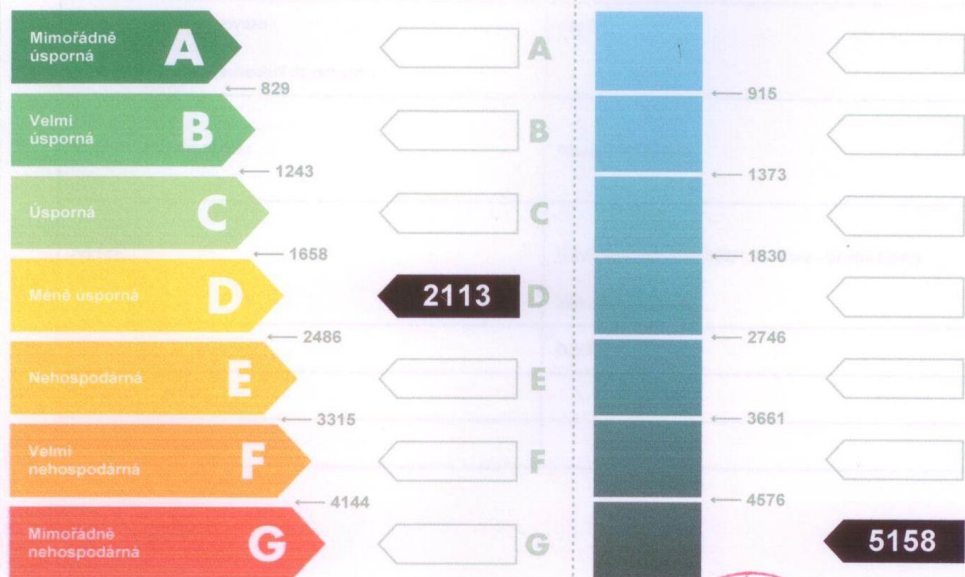 Mimořádně
úsporná
A
A
829
915
Velmi
úsporná
B
B
1243
1373
Úsporná
C
C
1658
1830
Méně úsporná
D
2113
D
2486
2746
Nehospodárná
E
E
3315
3661
Velmi
nehospodárná
F
F
4144
4576
Mimořádně
nehospodárná
G
G
5158